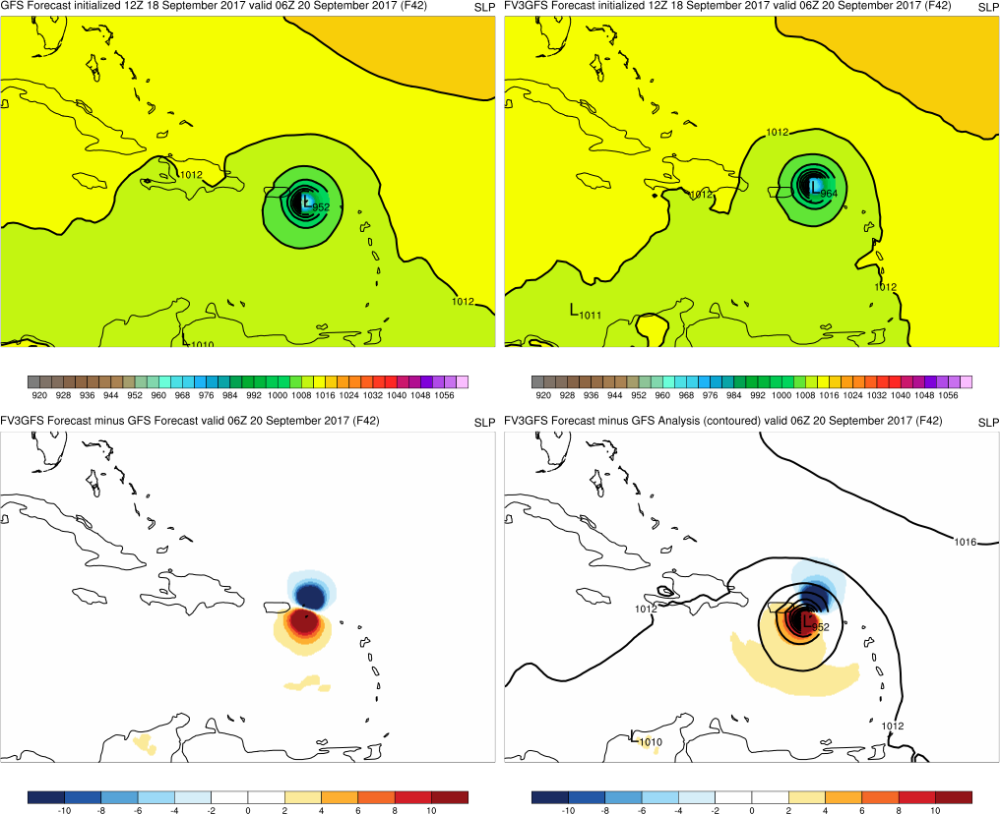 GFS Forecast initialized 12Z 18 September 2017 valid 06Z 20 September 2017 (F42) SLP
1012
L952
1012
L1010
920 928 936 944 952 960 968 976 984 992 1000 1008 1016 1024 1032 1040 1048 1056
FV3GFS Forecast initialized 12Z 18 September 2017 valid 06Z 20 September 2017 (F42) SLP
1012
1012
L964
1012
L1011
920 928 936 944 952 960 968 976 984 992 1000 1008 1016 1024 1032 1040 1048 1056
FV3GFS Forecast minus GFS Forecast valid 06Z 20 September 2017 (F42) SLP
-10 -8 -6 -4 -2 0 2 4 6 8 10
FV3GFS Forecast minus GFS Analysis (contoured) valid 06Z 20 September 2017 (F42) SLP
1016
1012
L952
1012
L1010
-10 -8 -6 -4 -2 0 2 4 6 8 10